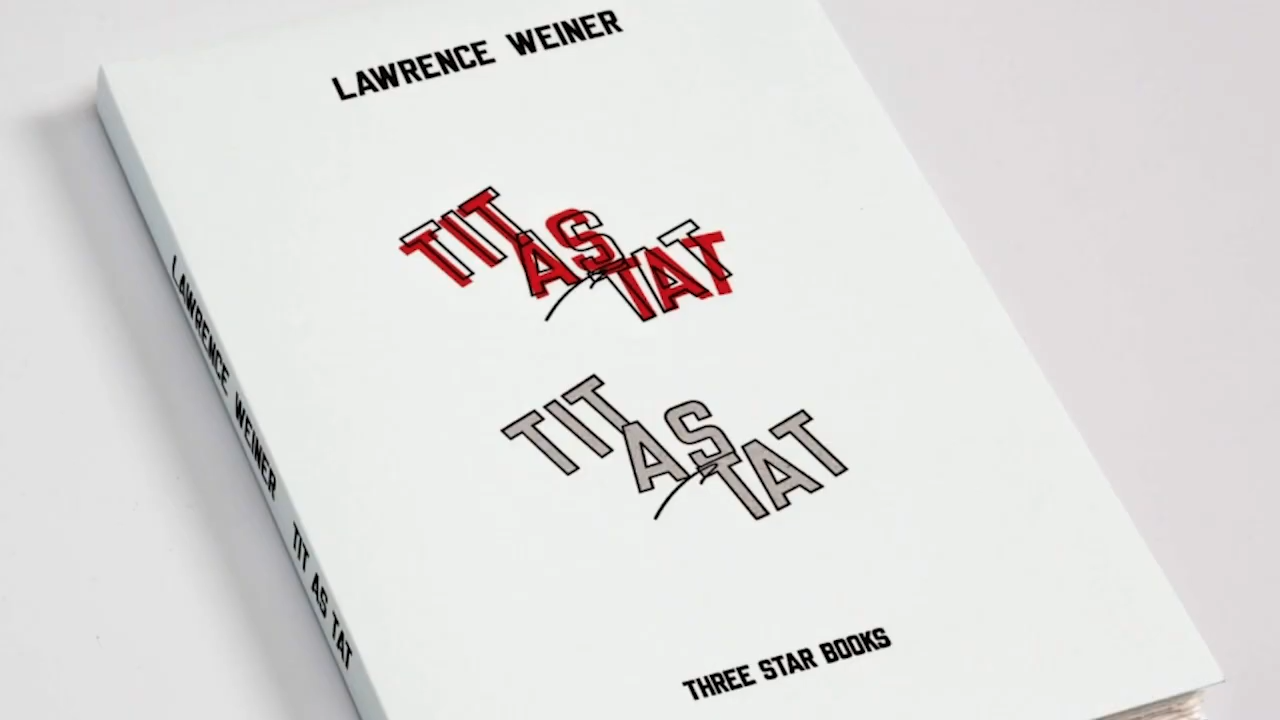 LAWRENCE WEINER
TIT
AS
TAT
TIT
AS
TAT
THREE STAR BOOKS
LAWRENCE WEINER TIT AS TAT